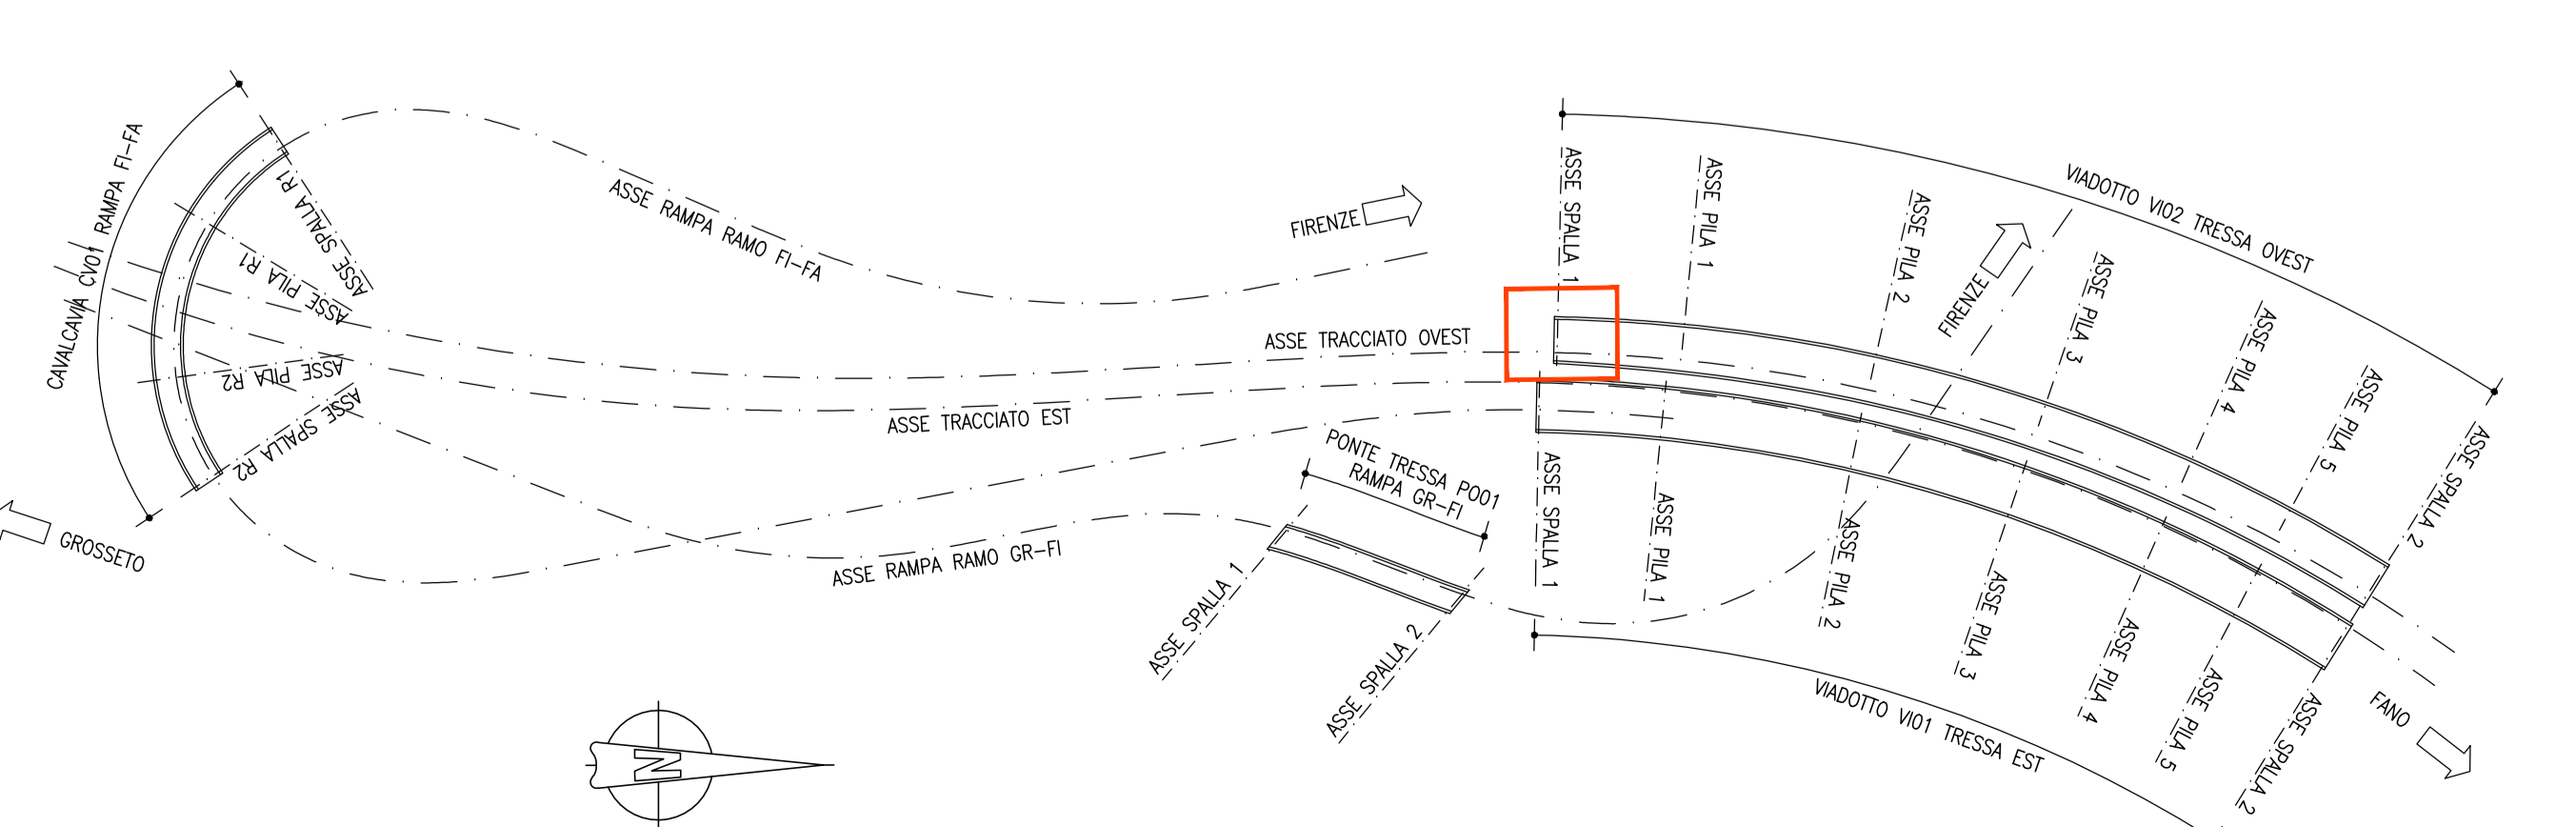 CAVALCAVIA CV01 RAMPA FI-FA
ASSE SPALLA R1
ASSE PILA R1
ASSE PILA R2
ASSE SPALLA R2
GROSSETO
ASSE RAMPA RAMO FI-FA
FIRENZE
ASSE TRACCIATO OVEST
ASSE TRACCIATO EST
ASSE RAMPA RAMO GR-FI
PONTE TRESSA PO01
RAMPA GR-FI
ASSE SPALLA 1
ASSE SPALLA 2
VIADOTTO VI02 TRESSA OVEST
ASSE SPALLA 1
ASSE PILA 1
ASSE PILA 2
FIRENZE
ASSE PILA 3
ASSE PILA 4
ASSE PILA 5
ASSE SPALLA 2
ASSE SPALLA 1
ASSE PILA 1
ASSE PILA 2
ASSE PILA 3
ASSE PILA 4
ASSE PILA 5
ASSE SPALLA 2
VIADOTTO VI01 TRESSA EST
FANO
N